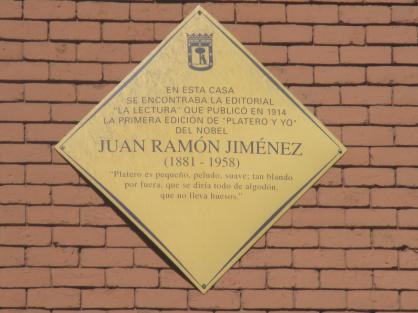 EN ESTA CASA
SE ENCONTRABA LA EDITORIAL
"LA LECTURA" QUE PUBLICÓ EN 1914
LA PRIMERA EDICIÓN DE "PLATERO Y YO"
DEL NOBEL
JUAN RAMÓN JIMÉNEZ
(1881 - 1958)
"Platero es pequeño, peludo, suave; tan blando
por fuera, que se diría todo de algodón,
que no lleva huesos."